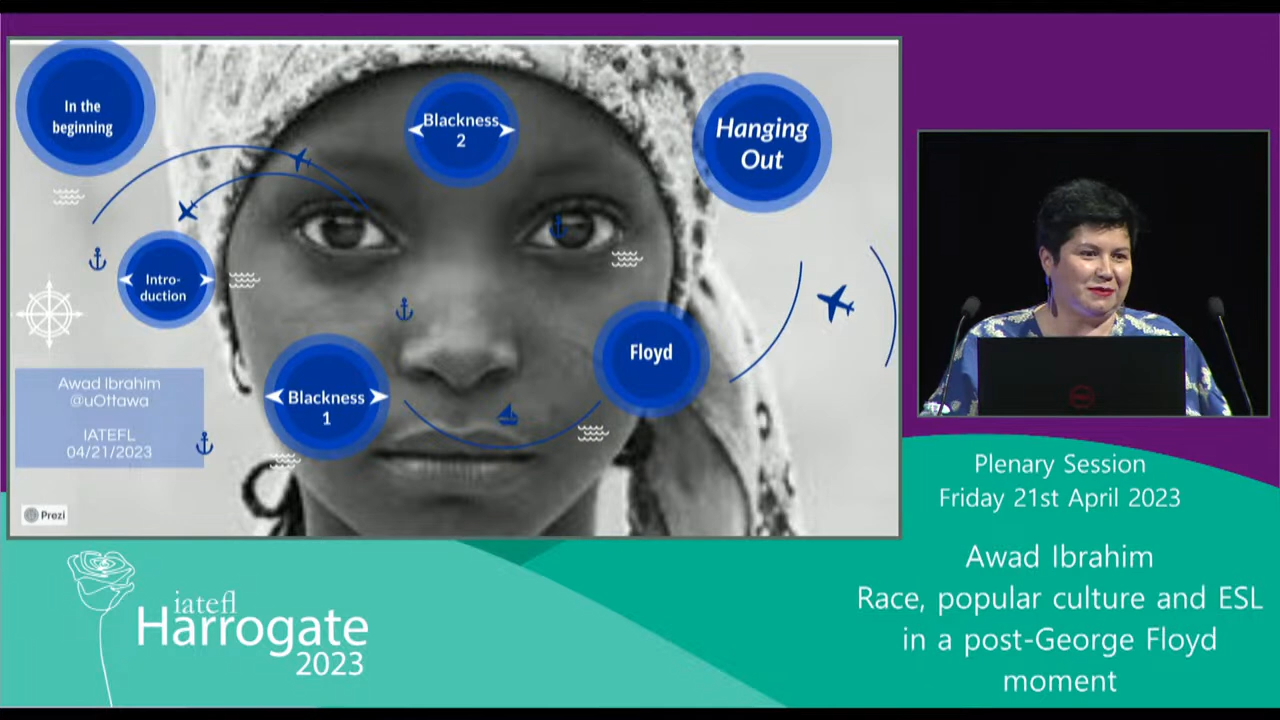 In the
beginning
Blackness
2
Hanging
Out
Intro-
duction
Blackness
1
Floyd
Awad Ibrahim
@uOttawa
IATEFL
04/21/2023
Prezi
Plenary Session
Friday 21st April 2023
Awad Ibrahim
Race, popular culture and ESL
in a post-George Floyd
moment
iatefl
Harrogate
2023